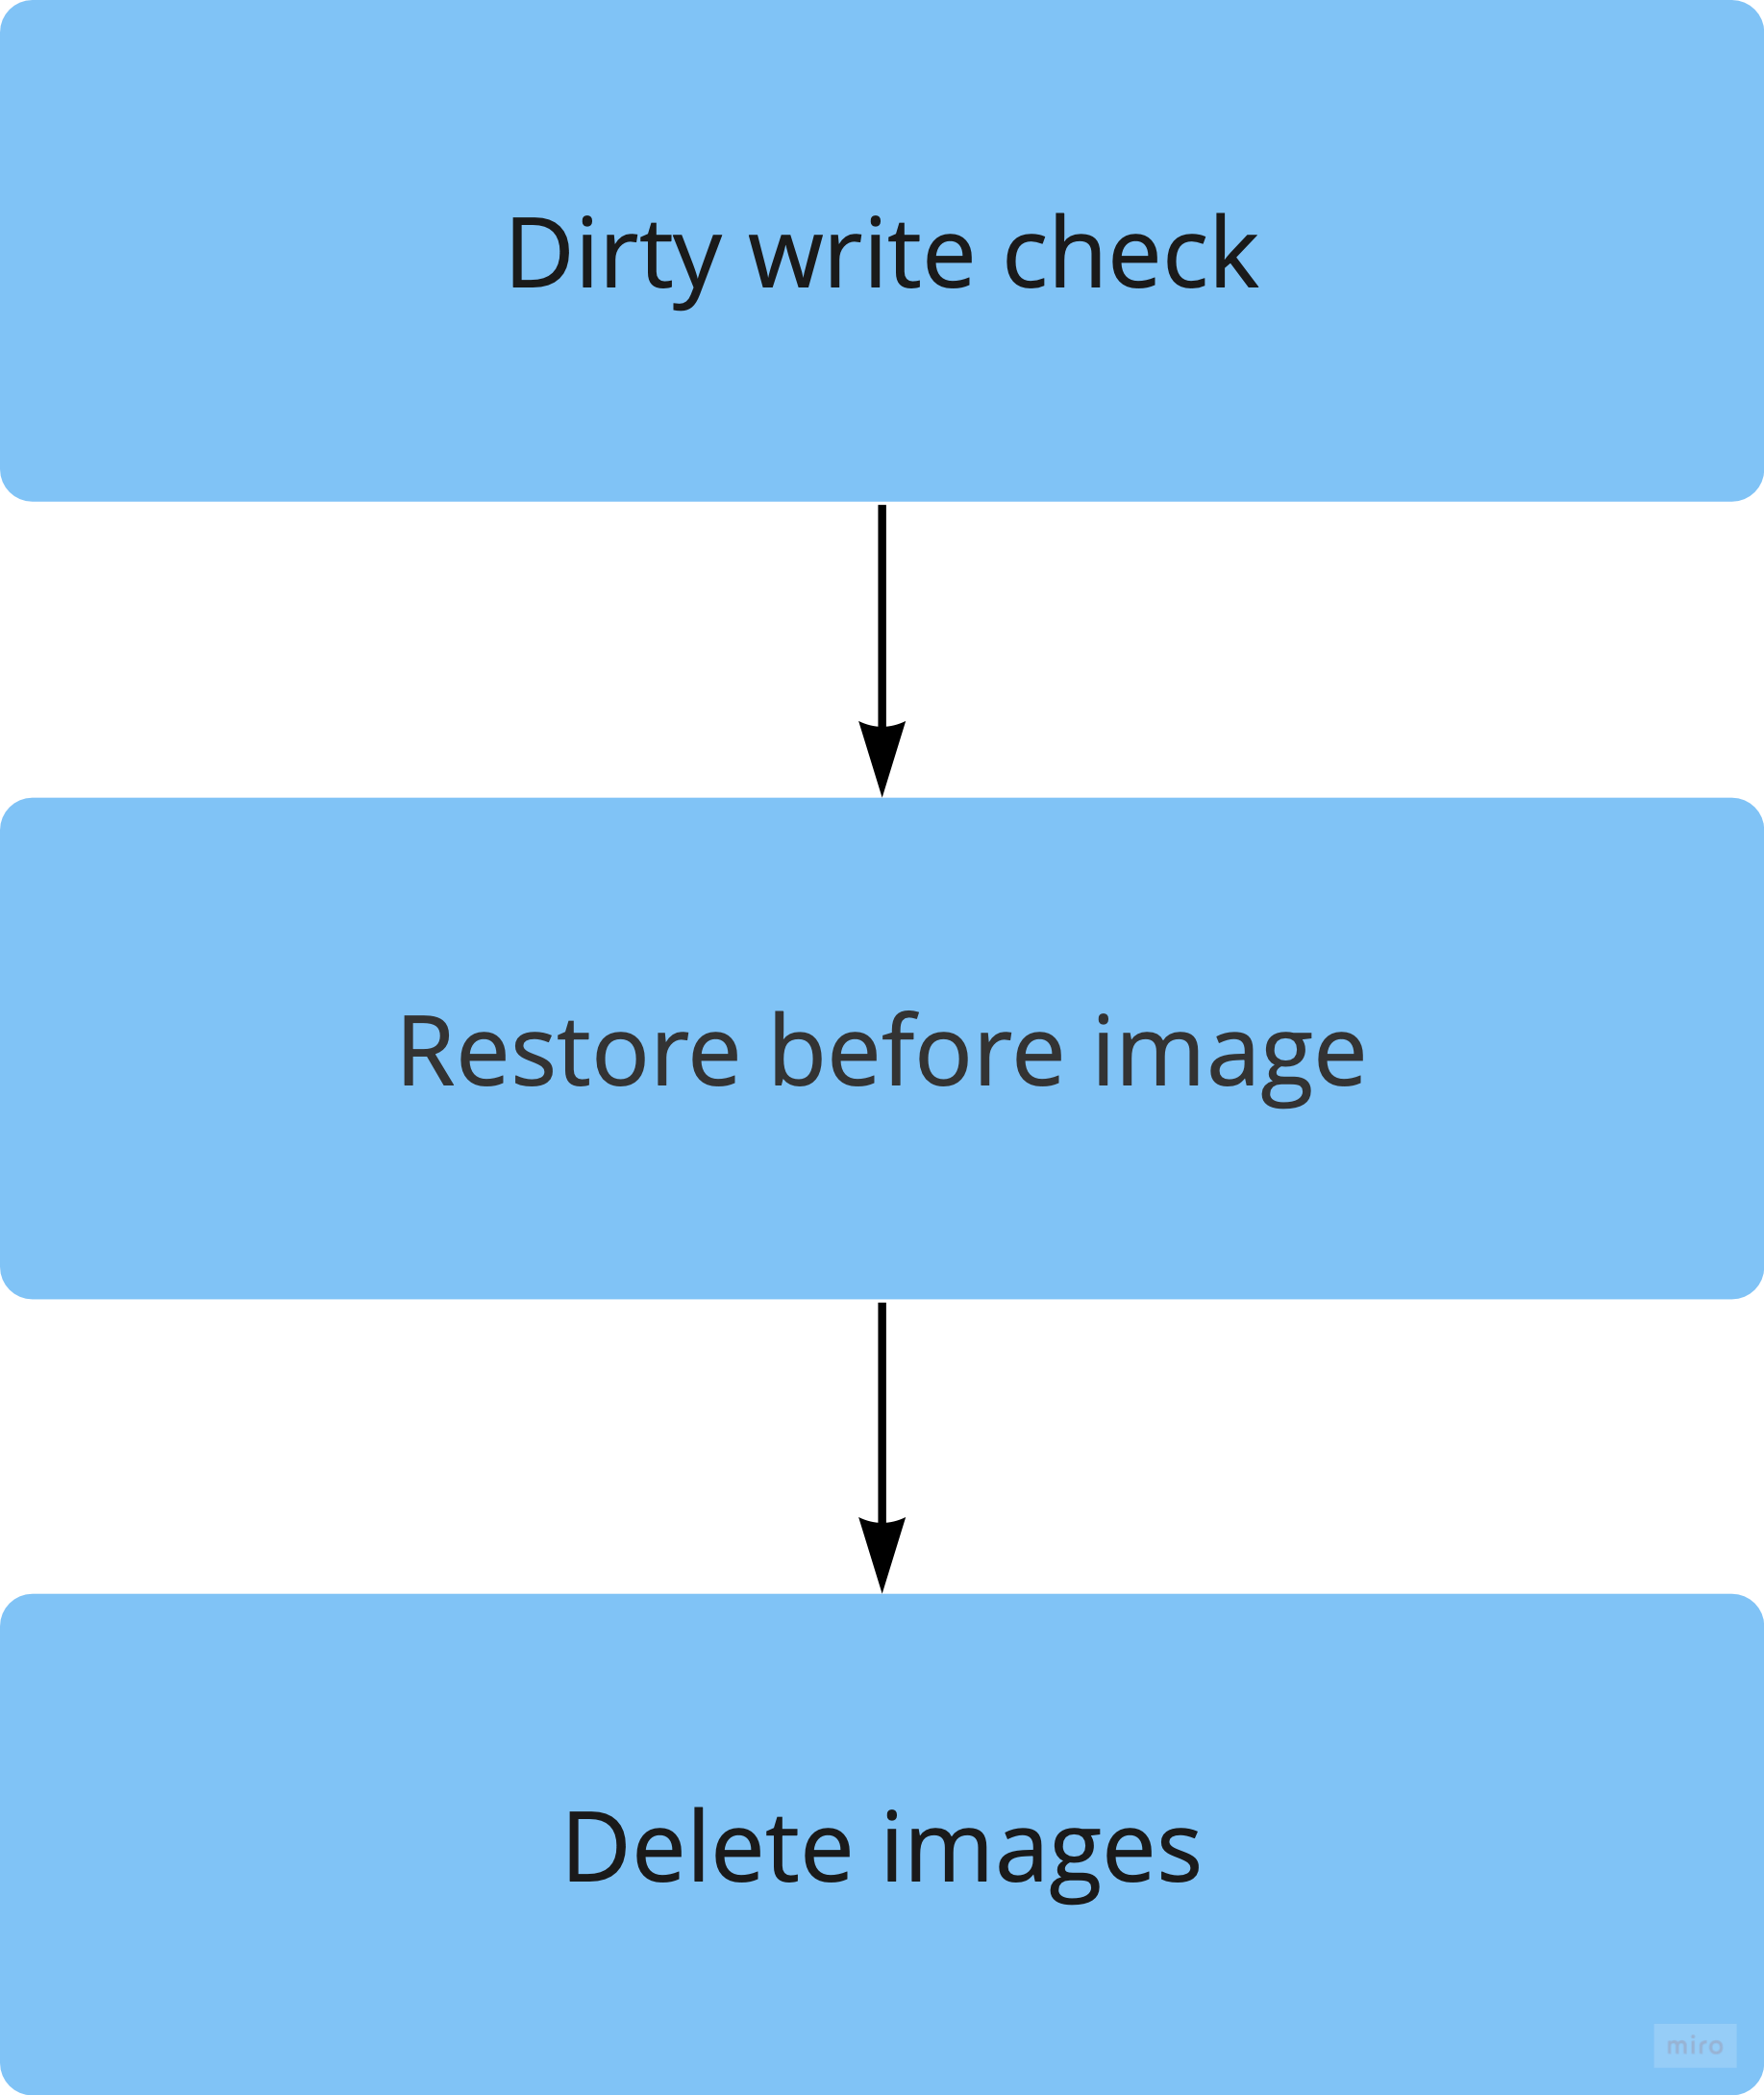 Dirty write check
Restore before image
Delete images
miro